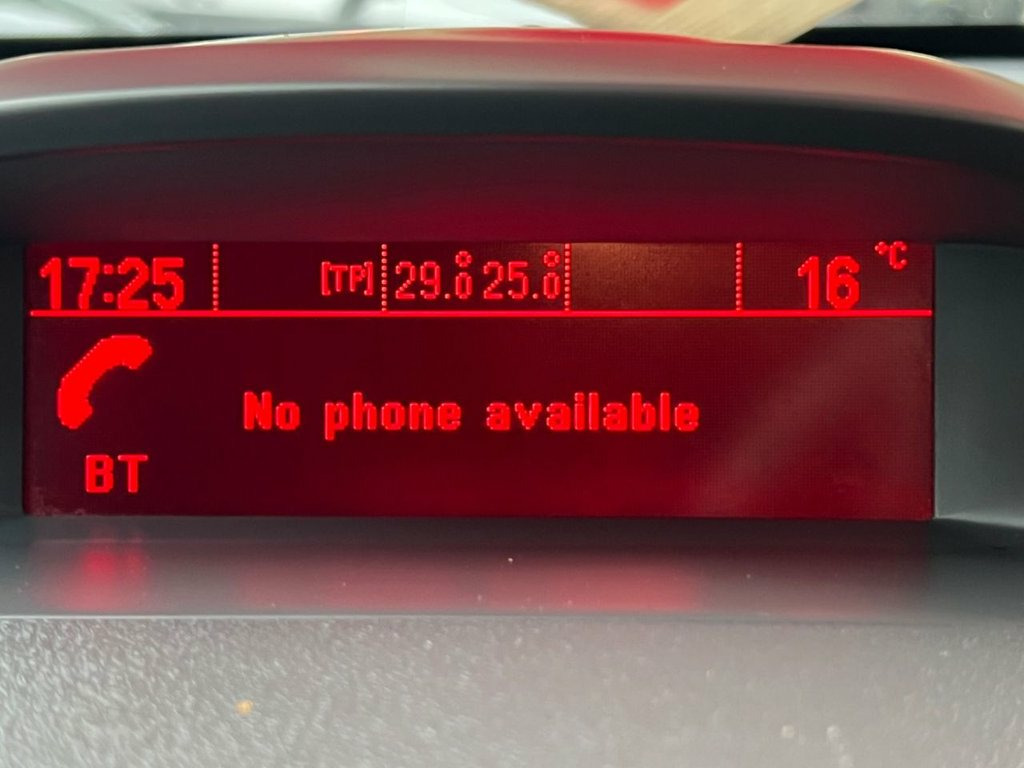 17:25 [TP] 29.0° 25.0° 16 °C
No phone available
BT